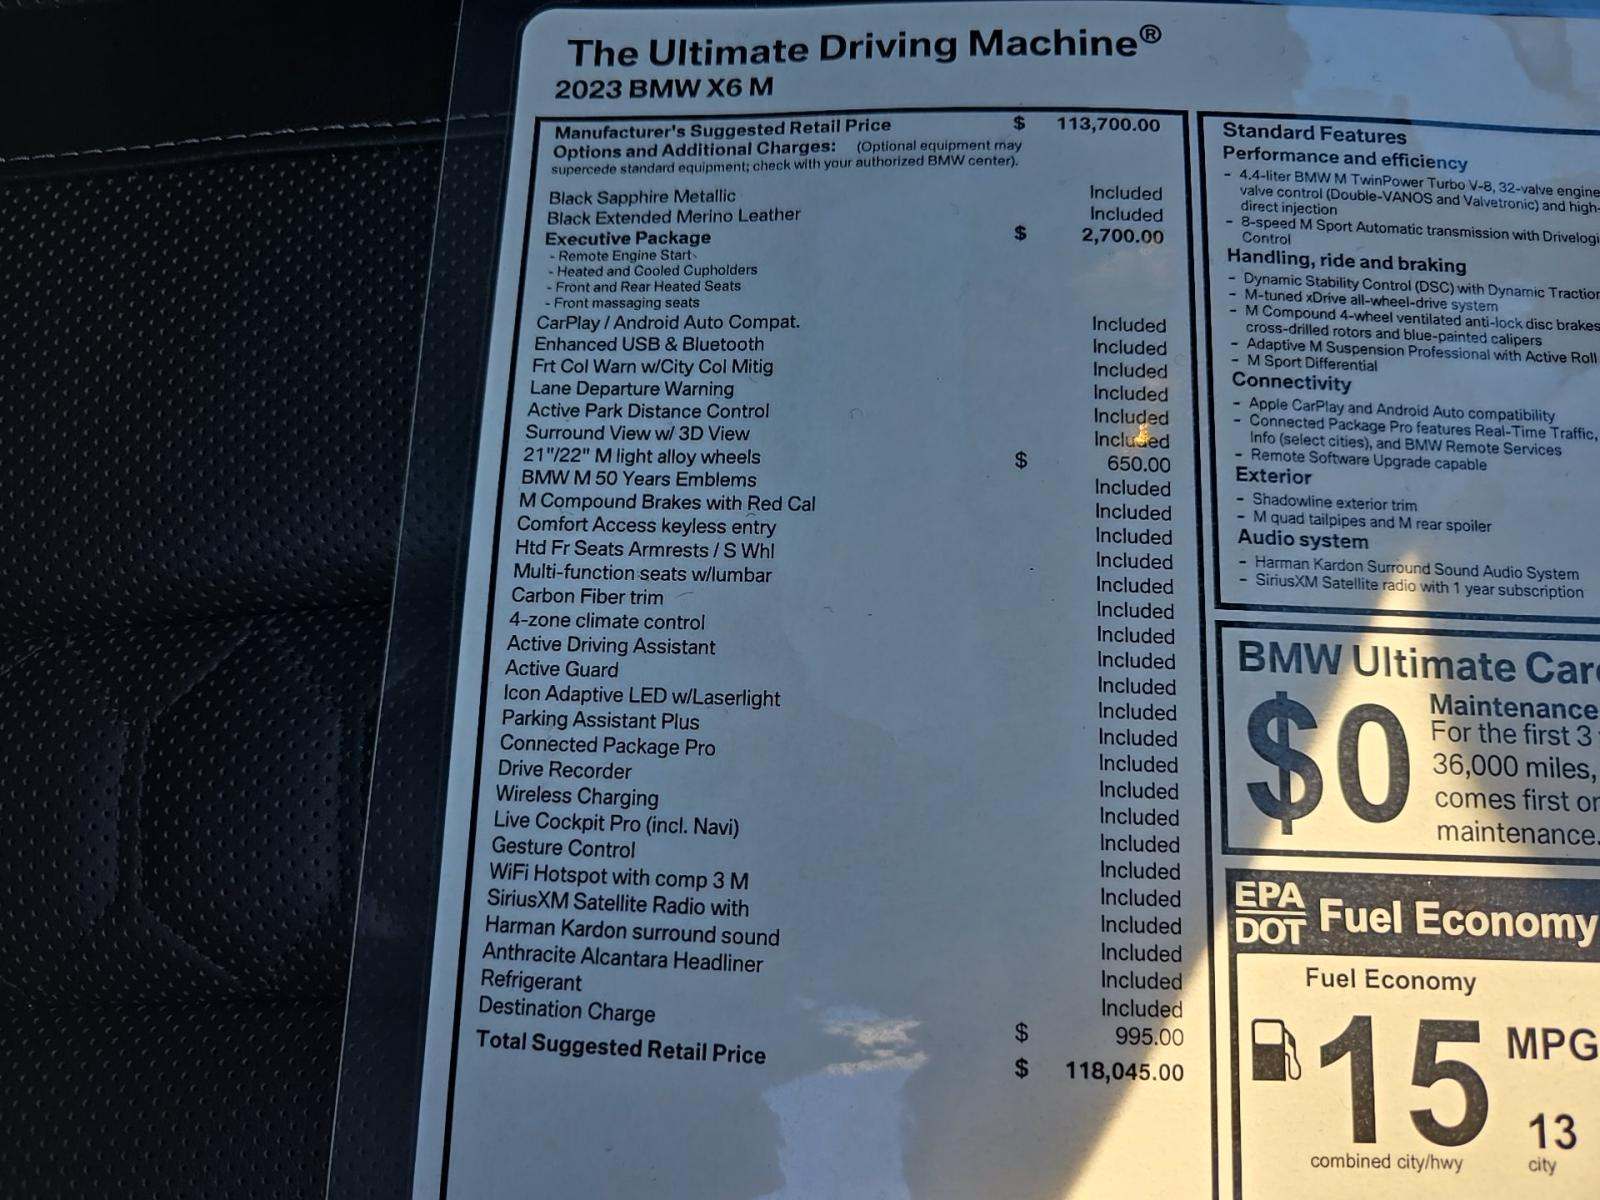 The Ultimate Driving Machine®
2023 BMW X6 M
Manufacturer's Suggested Retail Price $ 113,700.00
Options and Additional Charges: (Optional equipment may
supercede standard equipment; check with your authorized BMW center).
Black Sapphire Metallic Included
Black Extended Merino Leather Included
Executive Package $ 2,700.00
- Remote Engine Start
- Heated and Cooled Cupholders
- Front and Rear Heated Seats
- Front massaging seats
CarPlay / Android Auto Compat. Included
Enhanced USB & Bluetooth Included
Frt Col Warn w/City Col Mitig Included
Lane Departure Warning Included
Active Park Distance Control Included
Surround View w/ 3D View Included
21"/22" M light alloy wheels $ 650.00
BMW M 50 Years Emblems Included
M Compound Brakes with Red Cal Included
Comfort Access keyless entry Included
Htd Fr Seats Armrests / S Whl Included
Multi-function seats w/lumbar Included
Carbon Fiber trim Included
4-zone climate control Included
Active Driving Assistant Included
Active Guard Included
Icon Adaptive LED w/Laserlight Included
Parking Assistant Plus Included
Connected Package Pro Included
Drive Recorder Included
Wireless Charging Included
Live Cockpit Pro (incl. Navi) Included
Gesture Control Included
WiFi Hotspot with comp 3 M Included
SiriusXM Satellite Radio with Included
Harman Kardon surround sound Included
Anthracite Alcantara Headliner Included
Refrigerant Included
Destination Charge $ 995.00
Total Suggested Retail Price $ 118,045.00
Standard Features
Performance and efficiency
- 4.4-liter BMW M TwinPower Turbo V-8, 32-valve engine
valve control (Double-VANOS and Valvetronic) and high-
direct injection
- 8-speed M Sport Automatic transmission with Drivelogi
Control
Handling, ride and braking
- Dynamic Stability Control (DSC) with Dynamic Traction
- M-tuned xDrive all-wheel-drive system
- M Compound 4-wheel ventilated anti-lock disc brakes
cross-drilled rotors and blue-painted calipers
- Adaptive M Suspension Professional with Active Roll
- M Sport Differential
Connectivity
- Apple CarPlay and Android Auto compatibility
- Connected Package Pro features Real-Time Traffic,
Info (select cities), and BMW Remote Services
- Remote Software Upgrade capable
Exterior
- Shadowline exterior trim
- M quad tailpipes and M rear spoiler
Audio system
- Harman Kardon Surround Sound Audio System
- SiriusXM Satellite radio with 1 year subscription
BMW Ultimate Care
$0
Maintenance
For the first 3
36,000 miles,
comes first or
maintenance.
EPA
DOT
Fuel Economy
Fuel Economy
15 MPG
combined city/hwy
13
city